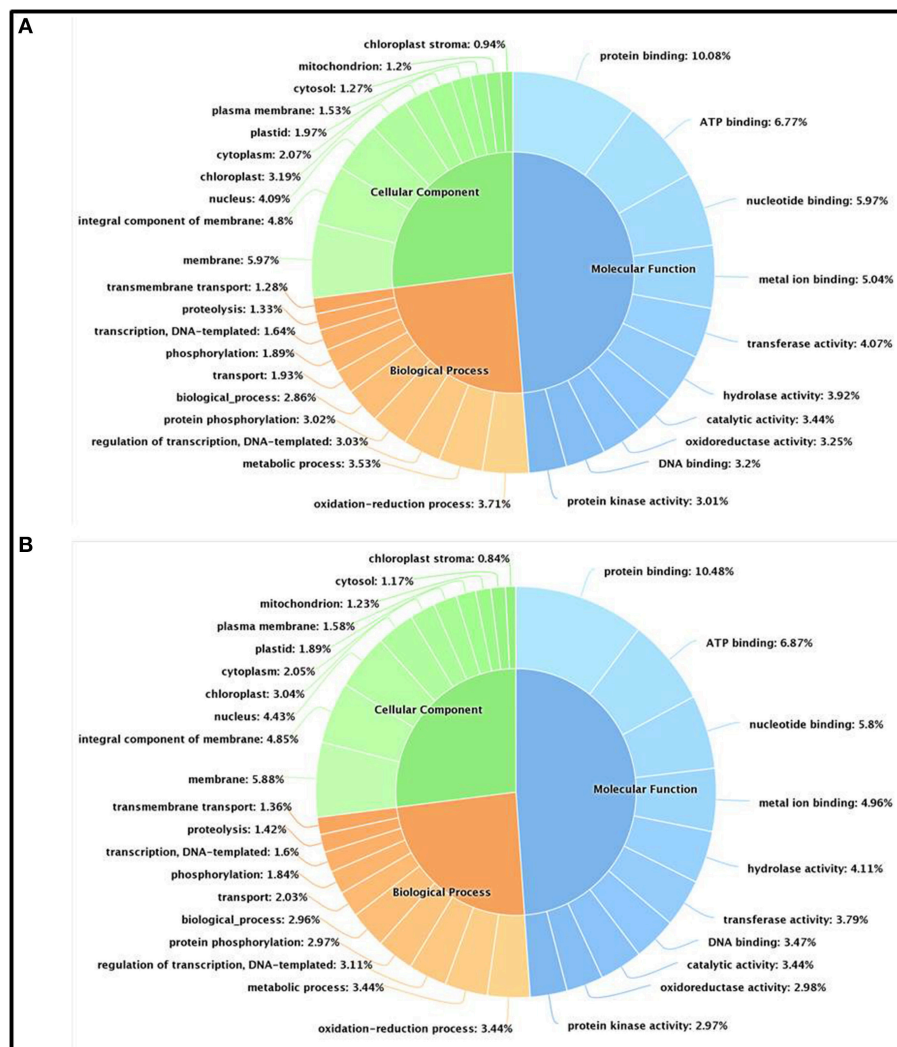 A
chloroplast stroma: 0.94%
mitochondrion: 1.2%
cytosol: 1.27%
plasma membrane: 1.53%
plastid: 1.97%
cytoplasm: 2.07%
chloroplast: 3.19%
nucleus: 4.09%
integral component of membrane: 4.8%
membrane: 5.97%
transmembrane transport: 1.28%
proteolysis: 1.33%
transcription, DNA-templated: 1.64%
phosphorylation: 1.89%
transport: 1.93%
biological_process: 2.86%
protein phosphorylation: 3.02%
regulation of transcription, DNA-templated: 3.03%
metabolic process: 3.53%
oxidation-reduction process: 3.71%
Cellular Component
Biological Process
Molecular Function
protein binding: 10.08%
ATP binding: 6.77%
nucleotide binding: 5.97%
metal ion binding: 5.04%
transferase activity: 4.07%
hydrolase activity: 3.92%
catalytic activity: 3.44%
oxidoreductase activity: 3.25%
DNA binding: 3.2%
protein kinase activity: 3.01%
B
chloroplast stroma: 0.84%
cytosol: 1.17%
mitochondrion: 1.23%
plasma membrane: 1.58%
plastid: 1.89%
cytoplasm: 2.05%
chloroplast: 3.04%
nucleus: 4.43%
integral component of membrane: 4.85%
membrane: 5.88%
transmembrane transport: 1.36%
proteolysis: 1.42%
transcription, DNA-templated: 1.6%
phosphorylation: 1.84%
transport: 2.03%
biological_process: 2.96%
protein phosphorylation: 2.97%
regulation of transcription, DNA-templated: 3.11%
metabolic process: 3.44%
oxidation-reduction process: 3.44%
Cellular Component
Biological Process
Molecular Function
protein binding: 10.48%
ATP binding: 6.87%
nucleotide binding: 5.8%
metal ion binding: 4.96%
hydrolase activity: 4.11%
transferase activity: 3.79%
DNA binding: 3.47%
catalytic activity: 3.44%
oxidoreductase activity: 2.98%
protein kinase activity: 2.97%